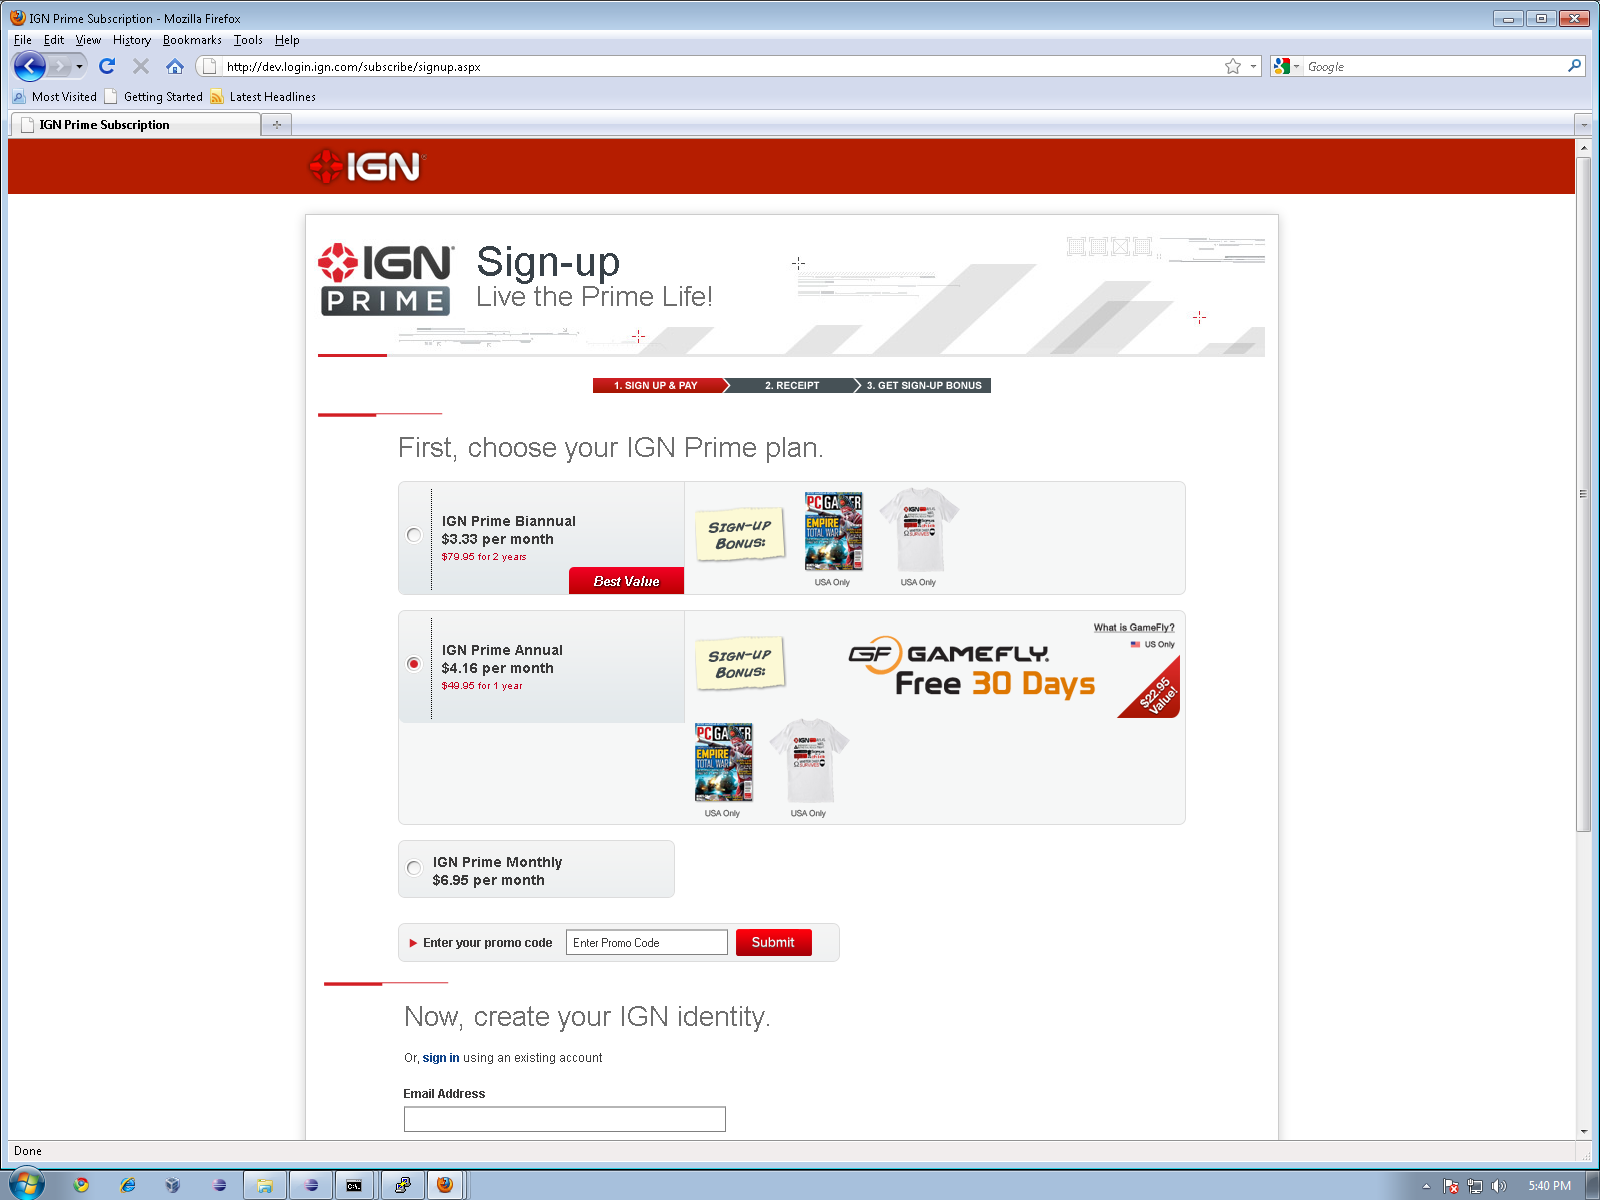 IGN Prime Subscription - Mozilla Firefox
File Edit View History Bookmarks Tools Help
http://dev.login.ign.com/subscribe/signup.aspx
Google
Most Visited Getting Started Latest Headlines
IGN Prime Subscription
IGN
IGN
PRIME
Sign-up
Live the Prime Life!
1. SIGN UP & PAY 2. RECEIPT 3. GET SIGN-UP BONUS
First, choose your IGN Prime plan.
IGN Prime Biannual
$3.33 per month
$79.95 for 2 years
Best Value
SIGN-UP
BONUS:
PC GAMER
EMPIRE
TOTAL WAR
USA Only
IGN
USA Only
IGN Prime Annual
$4.16 per month
$49.95 for 1 year
SIGN-UP
BONUS:
GF GAMEFLY.
Free 30 Days
What is GameFly?
US Only
$22.95
Value!
PC GAMER
EMPIRE
TOTAL WAR
USA Only
IGN
USA Only
IGN Prime Monthly
$6.95 per month
Enter your promo code Enter Promo Code Submit
Now, create your IGN identity.
Or, sign in using an existing account
Email Address
Done
5:40 PM